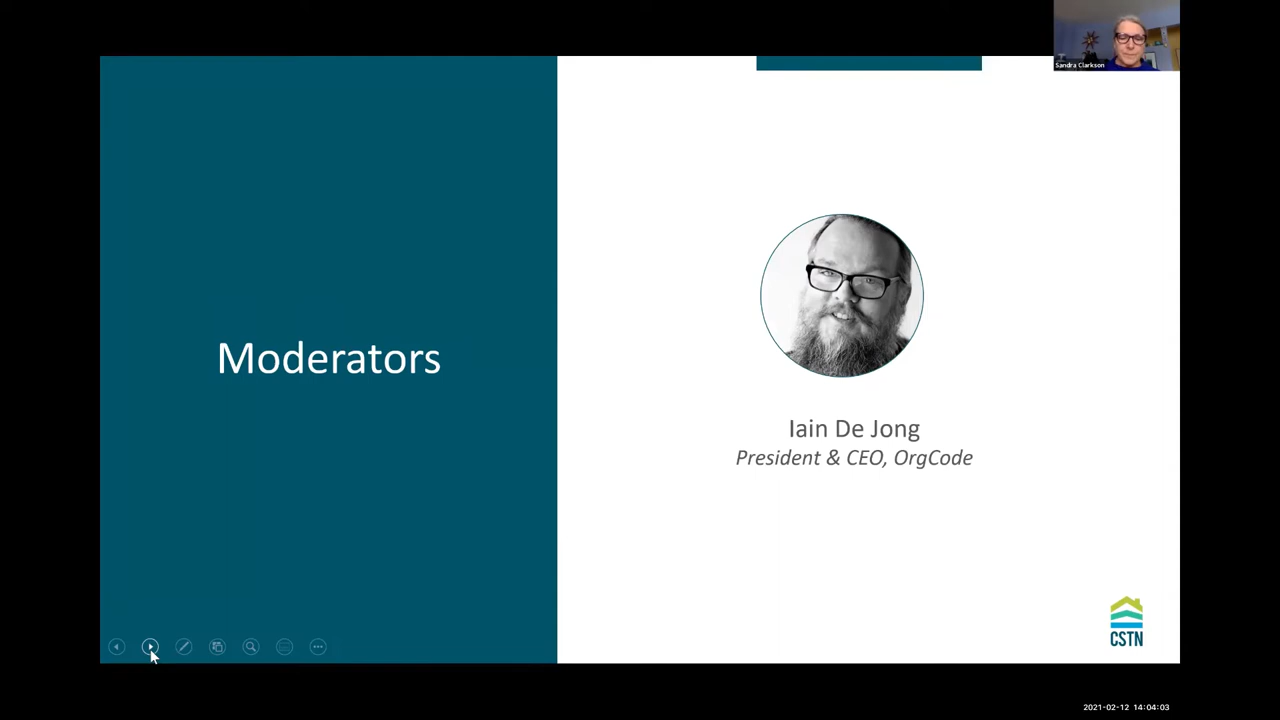 Sandra Clarkson
Moderators
Iain De Jong
President & CEO, OrgCode
CSTN
2021-02-12 14:04:03